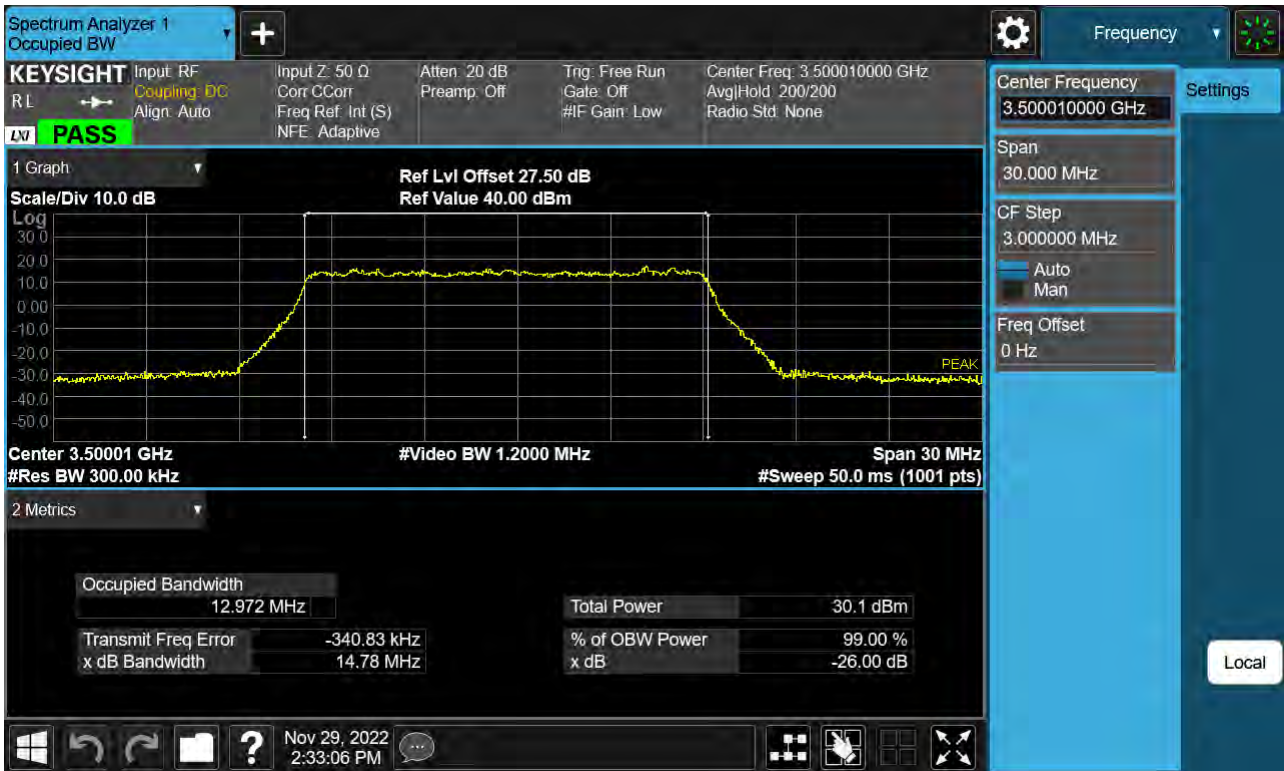 Spectrum Analyzer 1
Occupied BW
+
Frequency
KEYSIGHT
R L
LXI
PASS
Input: RF
Coupling: DC
Align: Auto
Input Z: 50 Ω
Corr CCorr
Freq Ref: Int (S)
NFE: Adaptive
Atten: 20 dB
Preamp: Off
Trig: Free Run
Gate: Off
#IF Gain: Low
Center Freq: 3.500010000 GHz
Avg|Hold: 200/200
Radio Std: None
Center Frequency
3.500010000 GHz
Settings
Span
30.000 MHz
CF Step
3.000000 MHz
Auto
Man
Freq Offset
0 Hz
1 Graph
Ref Lvl Offset 27.50 dB
Scale/Div 10.0 dB
Ref Value 40.00 dBm
Log
30.0
20.0
10.0
0.00
-10.0
-20.0
-30.0
-40.0
-50.0
PEAK
Center 3.50001 GHz
#Video BW 1.2000 MHz
Span 30 MHz
#Res BW 300.00 kHz
#Sweep 50.0 ms (1001 pts)
2 Metrics
Occupied Bandwidth
12.972 MHz
Total Power 30.1 dBm
Transmit Freq Error -340.83 kHz
% of OBW Power 99.00 %
x dB Bandwidth 14.78 MHz
x dB -26.00 dB
Local
?
Nov 29, 2022
2:33:06 PM